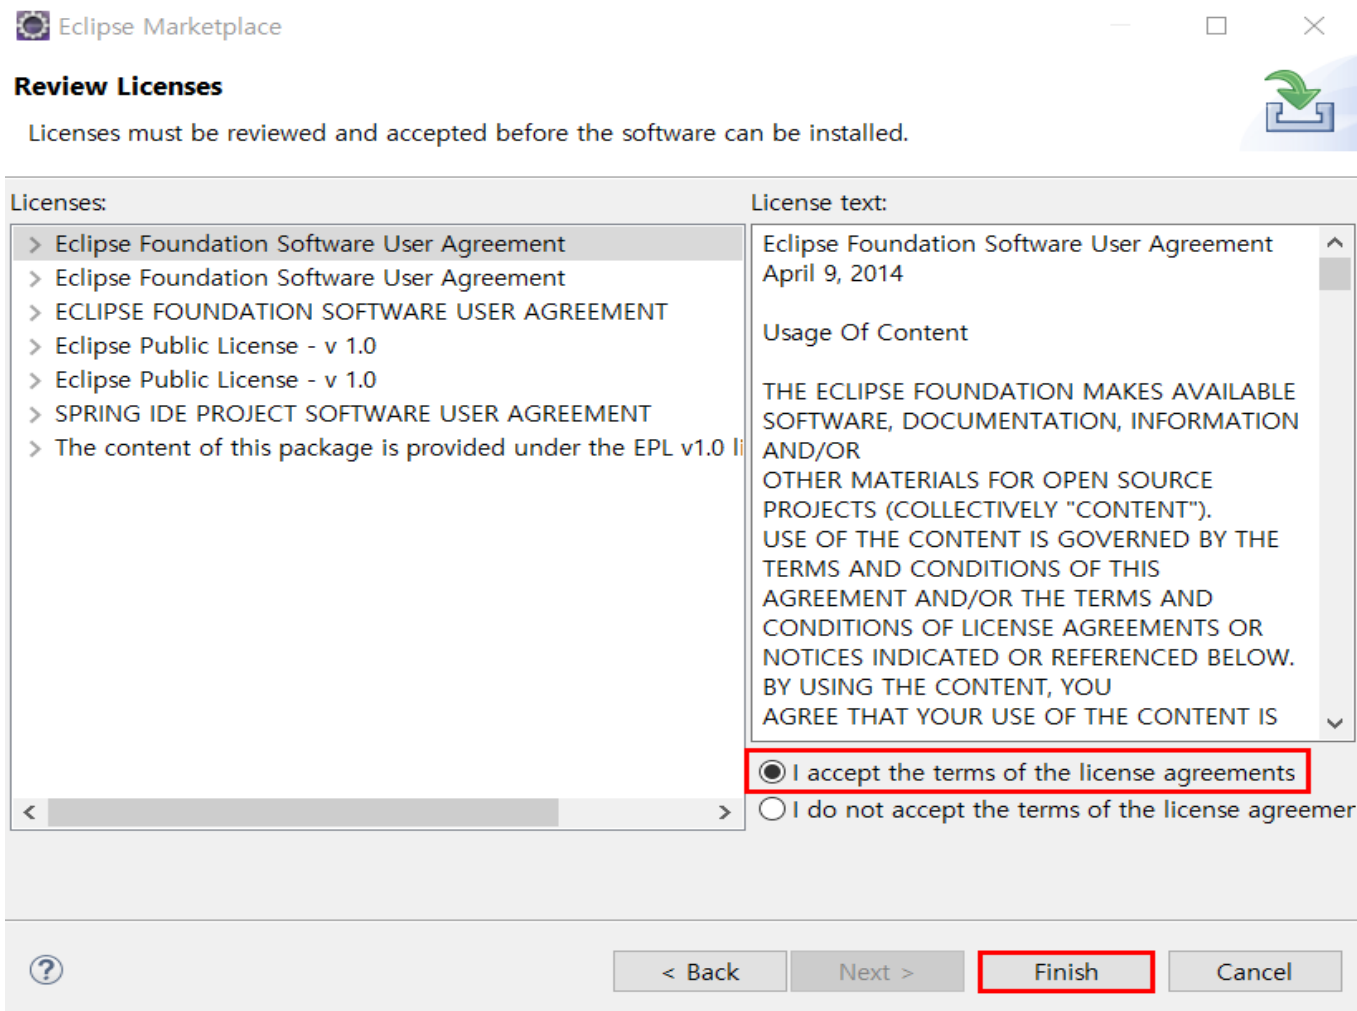 Eclipse Marketplace
Review Licenses
Licenses must be reviewed and accepted before the software can be installed.
Licenses:
Eclipse Foundation Software User Agreement
Eclipse Foundation Software User Agreement
ECLIPSE FOUNDATION SOFTWARE USER AGREEMENT
Eclipse Public License - v 1.0
Eclipse Public License - v 1.0
SPRING IDE PROJECT SOFTWARE USER AGREEMENT
The content of this package is provided under the EPL v1.0 li
License text:
Eclipse Foundation Software User Agreement
April 9, 2014
Usage Of Content
THE ECLIPSE FOUNDATION MAKES AVAILABLE
SOFTWARE, DOCUMENTATION, INFORMATION
AND/OR
OTHER MATERIALS FOR OPEN SOURCE
PROJECTS (COLLECTIVELY "CONTENT").
USE OF THE CONTENT IS GOVERNED BY THE
TERMS AND CONDITIONS OF THIS
AGREEMENT AND/OR THE TERMS AND
CONDITIONS OF LICENSE AGREEMENTS OR
NOTICES INDICATED OR REFERENCED BELOW.
BY USING THE CONTENT, YOU
AGREE THAT YOUR USE OF THE CONTENT IS
I accept the terms of the license agreements
I do not accept the terms of the license agreemer
< Back
Next >
Finish
Cancel